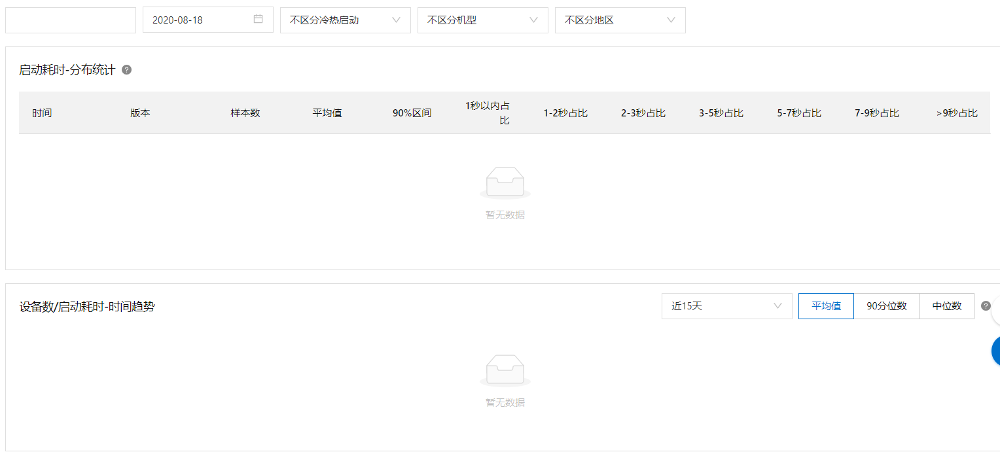 2020-08-18 不区分冷热启动 不区分机型 不区分地区
启动耗时-分布统计 ?
时间 版本 样本数 平均值 90%区间 1秒以内占比 1-2秒占比 2-3秒占比 3-5秒占比 5-7秒占比 7-9秒占比 >9秒占比
暂无数据
设备数/启动耗时-时间趋势 近15天 平均值 90分位数 中位数 ?
暂无数据